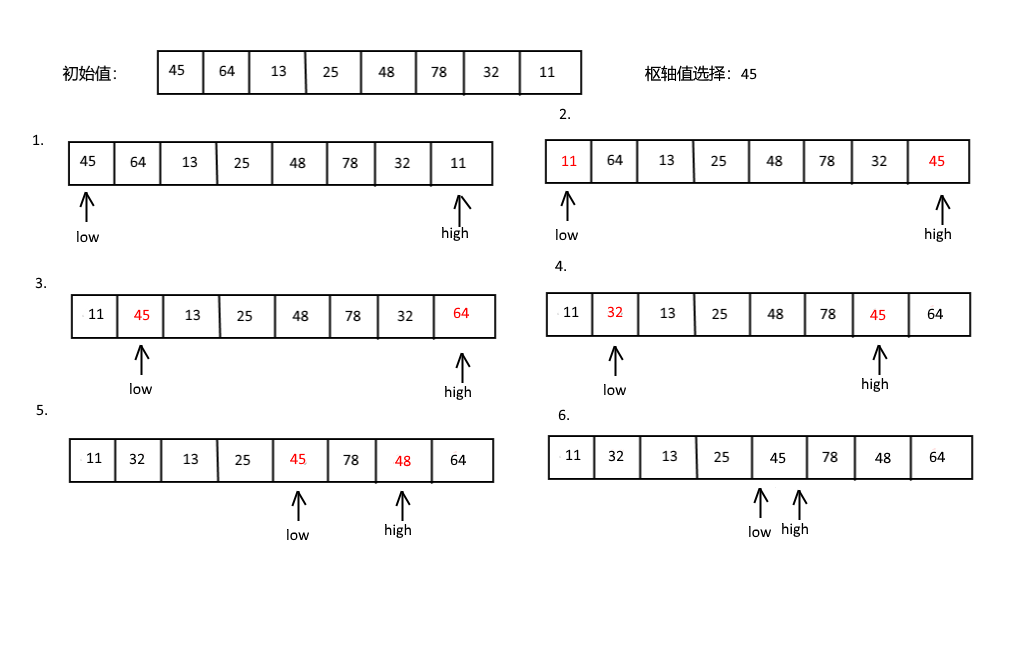 初始值： 45 64 13 25 48 78 32 11 枢轴值选择：45
1.
45 64 13 25 48 78 32 11
low high
2.
11 64 13 25 48 78 32 45
low high
3.
11 45 13 25 48 78 32 64
low high
4.
11 32 13 25 48 78 45 64
low high
5.
11 32 13 25 45 78 48 64
low high
6.
11 32 13 25 45 78 48 64
low high